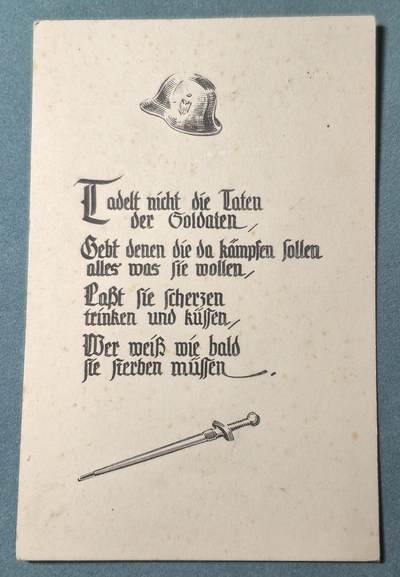 Tadelt nicht die Taten
der Soldaten,
Gebt denen die da kämpfen sollen
alles was sie wollen,
Laßt sie scherzen
trinken und küssen,
Wer weiß wie bald
sie sterben müssen.